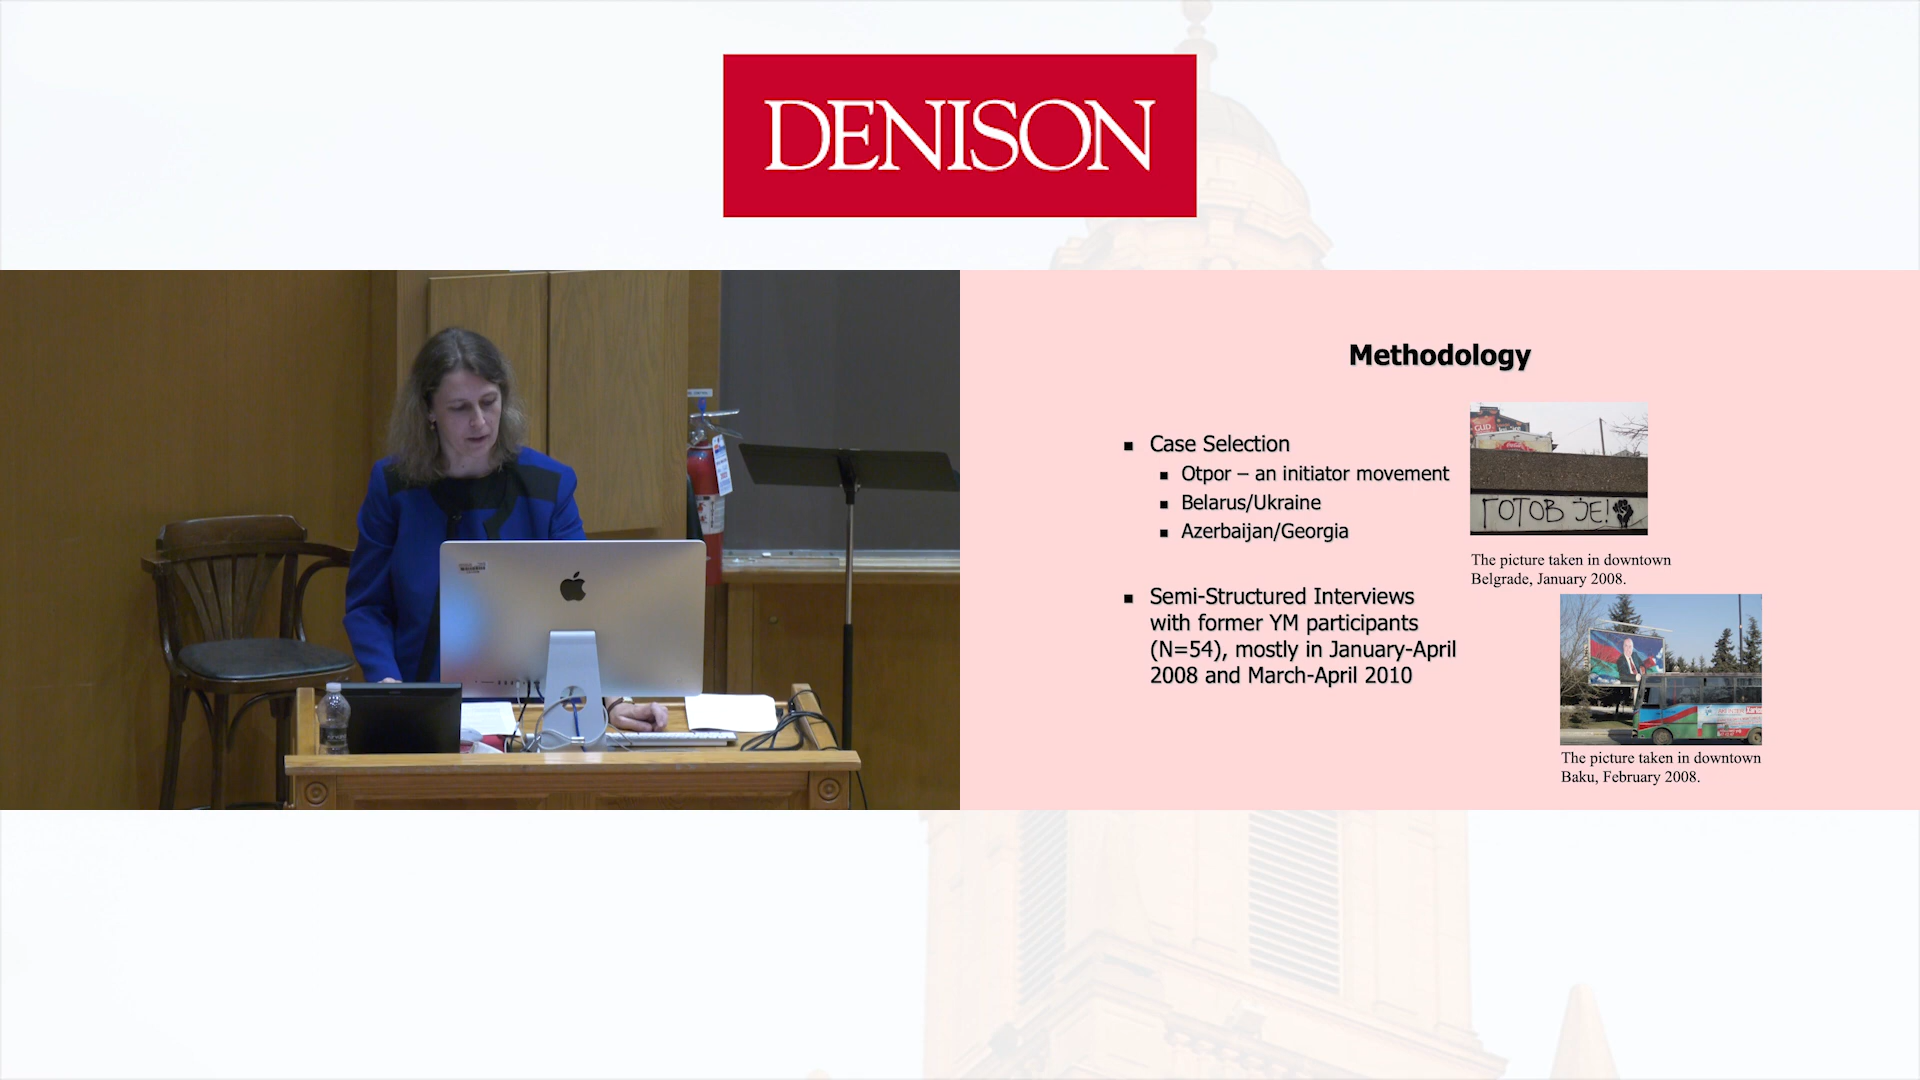 DENISON
Methodology
Case Selection
Otpor – an initiator movement
Belarus/Ukraine
Azerbaijan/Georgia
Semi-Structured Interviews
with former YM participants
(N=54), mostly in January-April
2008 and March-April 2010
ГОТОВ ЈЕ!
The picture taken in downtown
Belgrade, January 2008.
The picture taken in downtown
Baku, February 2008.